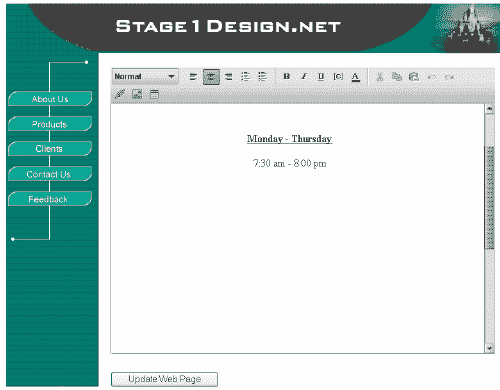 STAGE1DESIGN.NET
Normal
B I U [C] A
About Us
Products
Clients
Contact Us
Feedback
Monday - Thursday
7:30 am - 8:00 pm
Update Web Page